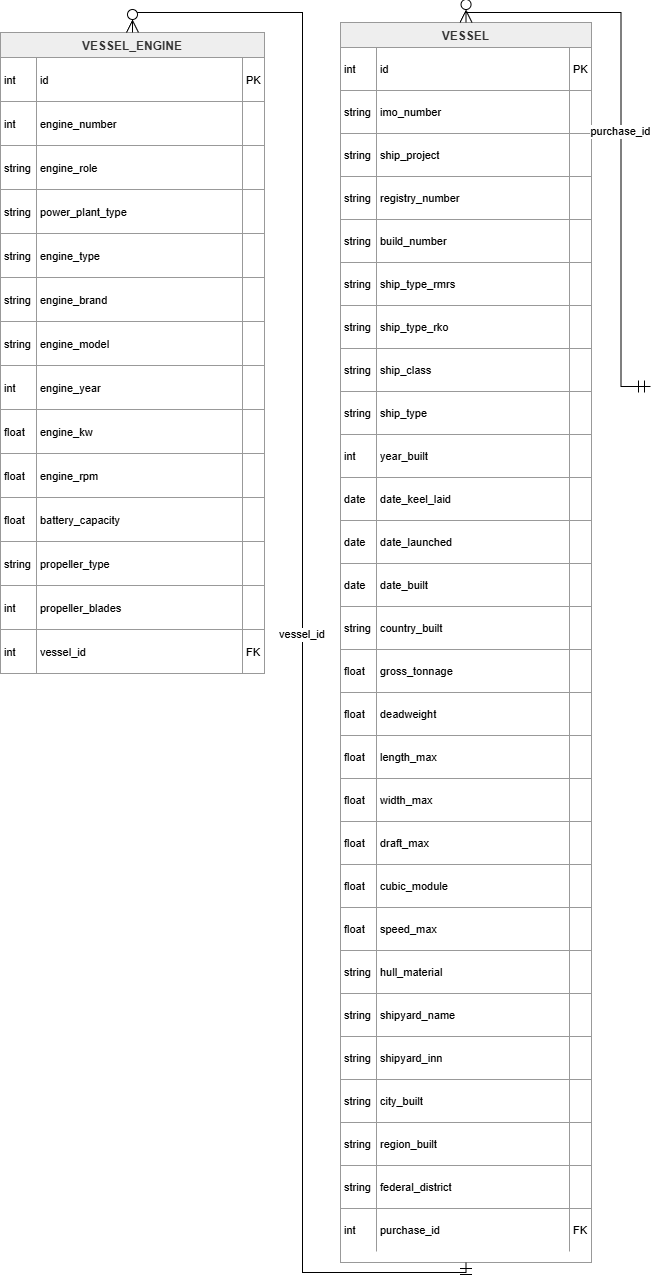 VESSEL_ENGINE
int id PK
int engine_number
string engine_role
string power_plant_type
string engine_type
string engine_brand
string engine_model
int engine_year
float engine_kw
float engine_rpm
float battery_capacity
string propeller_type
int propeller_blades
int vessel_id FK
vessel_id
VESSEL
int id PK
string imo_number
string ship_project
string registry_number
string build_number
string ship_type_rmrs
string ship_type_rko
string ship_class
string ship_type
int year_built
date date_keel_laid
date date_launched
date date_built
string country_built
float gross_tonnage
float deadweight
float length_max
float width_max
float draft_max
float cubic_module
float speed_max
string hull_material
string shipyard_name
string shipyard_inn
string city_built
string region_built
string federal_district
int purchase_id FK
purchase_id